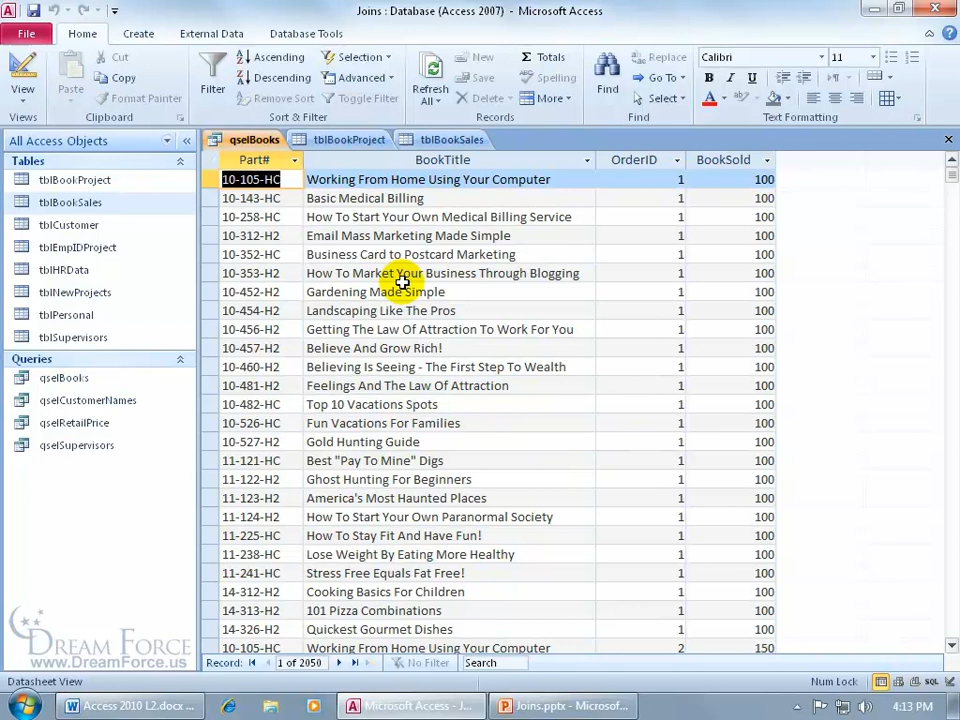 Joins : Database (Access 2007) - Microsoft Access
File Home Create External Data Database Tools
View Paste Cut Copy Format Painter Filter Ascending Descending Remove Sort Selection Advanced Toggle Filter Refresh All New Save Delete Totals Spelling More Find Replace Go To Select Calibri 11
B I U A
Views Clipboard Sort & Filter Records Find Text Formatting
All Access Objects
Tables
tblBookProject
tblBookSales
tblCustomer
tblEmpIDProject
tblHRData
tblNewProjects
tblPersonal
tblSupervisors
Queries
qselBooks
qselCustomerNames
qselRetailPrice
qselSupervisors
qselBooks tblBookProject tblBookSales
Part# BookTitle OrderID BookSold
10-105-HC Working From Home Using Your Computer 1 100
10-143-HC Basic Medical Billing 1 100
10-258-HC How To Start Your Own Medical Billing Service 1 100
10-312-H2 Email Mass Marketing Made Simple 1 100
10-352-HC Business Card to Postcard Marketing 1 100
10-353-H2 How To Market Your Business Through Blogging 1 100
10-452-H2 Gardening Made Simple 1 100
10-454-H2 Landscaping Like The Pros 1 100
10-456-H2 Getting The Law Of Attraction To Work For You 1 100
10-457-H2 Believe And Grow Rich! 1 100
10-460-H2 Believing Is Seeing - The First Step To Wealth 1 100
10-481-H2 Feelings And The Law Of Attraction 1 100
10-482-HC Top 10 Vacations Spots 1 100
10-526-HC Fun Vacations For Families 1 100
10-527-H2 Gold Hunting Guide 1 100
11-121-HC Best "Pay To Mine" Digs 1 100
11-122-H2 Ghost Hunting For Beginners 1 100
11-123-H2 America's Most Haunted Places 1 100
11-124-H2 How To Start Your Own Paranormal Society 1 100
11-225-HC How To Stay Fit And Have Fun! 1 100
11-238-HC Lose Weight By Eating More Healthy 1 100
11-241-HC Stress Free Equals Fat Free! 1 100
14-312-H2 Cooking Basics For Children 1 100
14-313-H2 101 Pizza Combinations 1 100
14-326-H2 Quickest Gourmet Dishes 1 100
10-105-HC Working From Home Using Your Computer 2 150
DREAM FORCE
www.DreamForce.us
Record: 1 of 2050 No Filter Search
Datasheet View Num Lock SQL
Access 2010 L2.docx ... Microsoft Access - J... Joins.pptx - Microsof... 4:13 PM